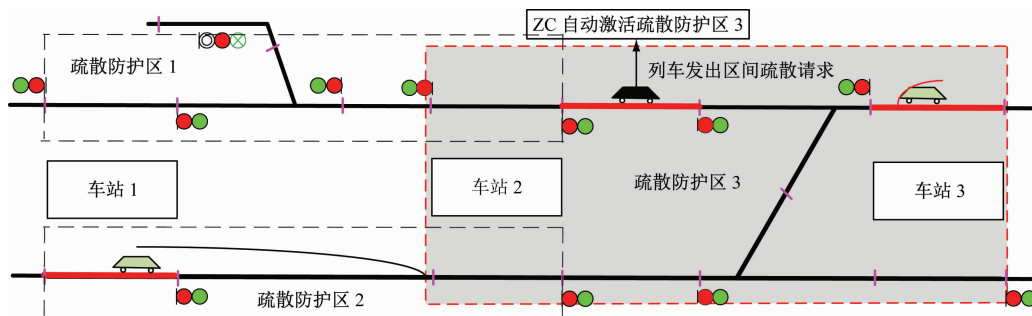 ZC 自动激活疏散防护区 3
疏散防护区 1
列车发出区间疏散请求
车站 1
车站 2
疏散防护区 3
车站 3
疏散防护区 2